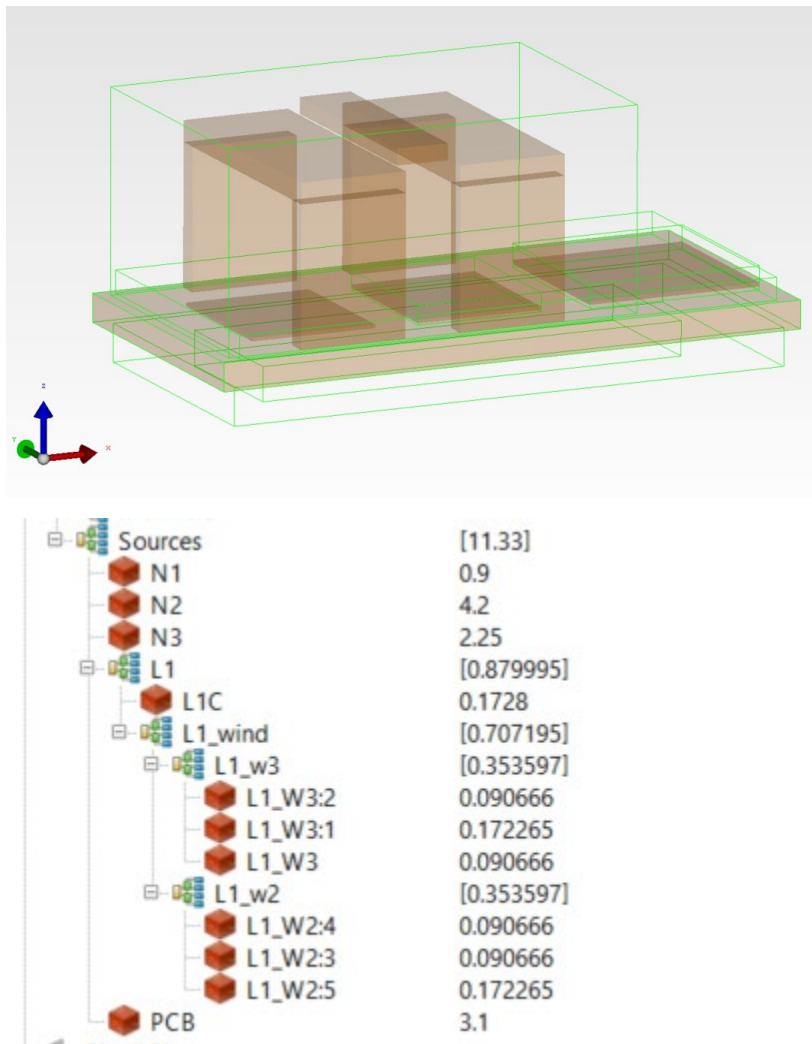 z
Y
x
Sources [11.33]
N1 0.9
N2 4.2
N3 2.25
L1 [0.879995]
L1C 0.1728
L1_wind [0.707195]
L1_w3 [0.353597]
L1_W3:2 0.090666
L1_W3:1 0.172265
L1_W3 0.090666
L1_w2 [0.353597]
L1_W2:4 0.090666
L1_W2:3 0.090666
L1_W2:5 0.172265
PCB 3.1